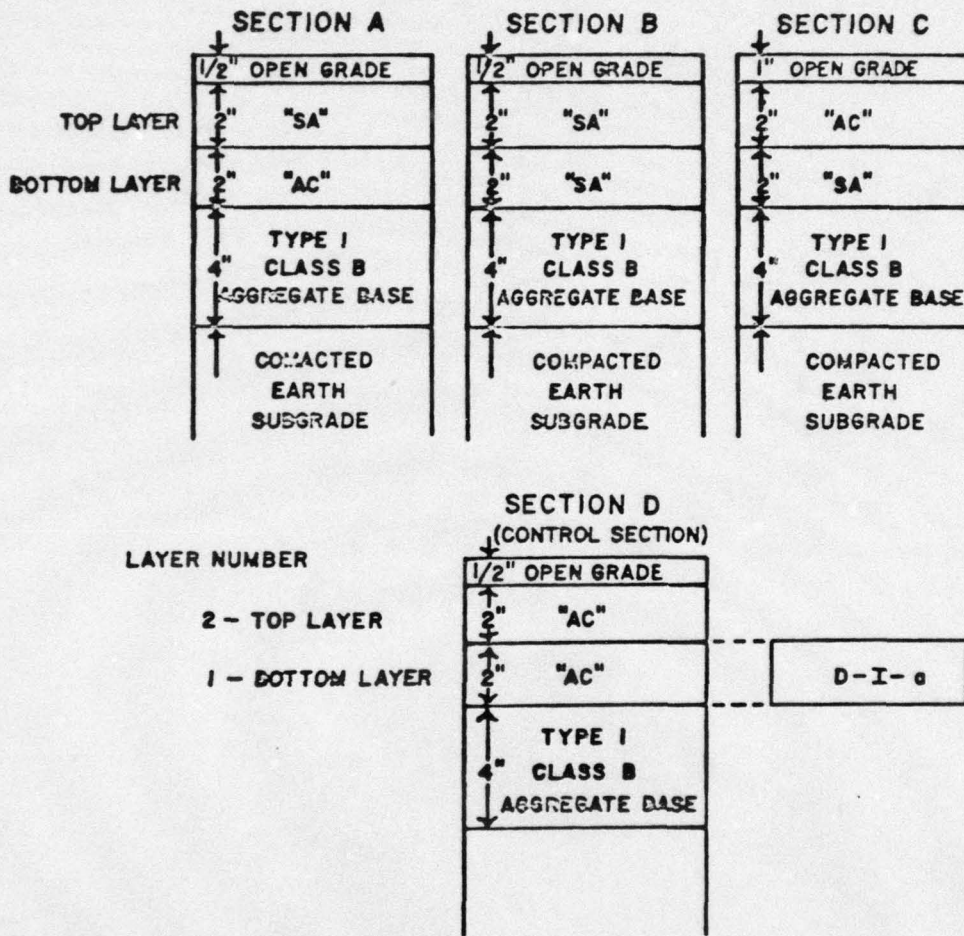 SECTION A
1/2" OPEN GRADE
TOP LAYER
2" "SA"
BOTTOM LAYER
2" "AC"
TYPE I
4" CLASS B
AGGREGATE BASE
COMACTED
EARTH
SUBGRADE
SECTION B
1/2" OPEN GRADE
2" "SA"
2" "SA"
TYPE I
4" CLASS B
AGGREGATE BASE
COMPACTED
EARTH
SUBGRADE
SECTION C
1" OPEN GRADE
2" "AC"
2" "SA"
TYPE I
4" CLASS B
AGGREGATE BASE
COMPACTED
EARTH
SUBGRADE
SECTION D
(CONTROL SECTION)
LAYER NUMBER
1/2" OPEN GRADE
2 - TOP LAYER
2" "AC"
1 - BOTTOM LAYER
2" "AC"
D-I-a
TYPE I
4" CLASS B
AGGREGATE BASE